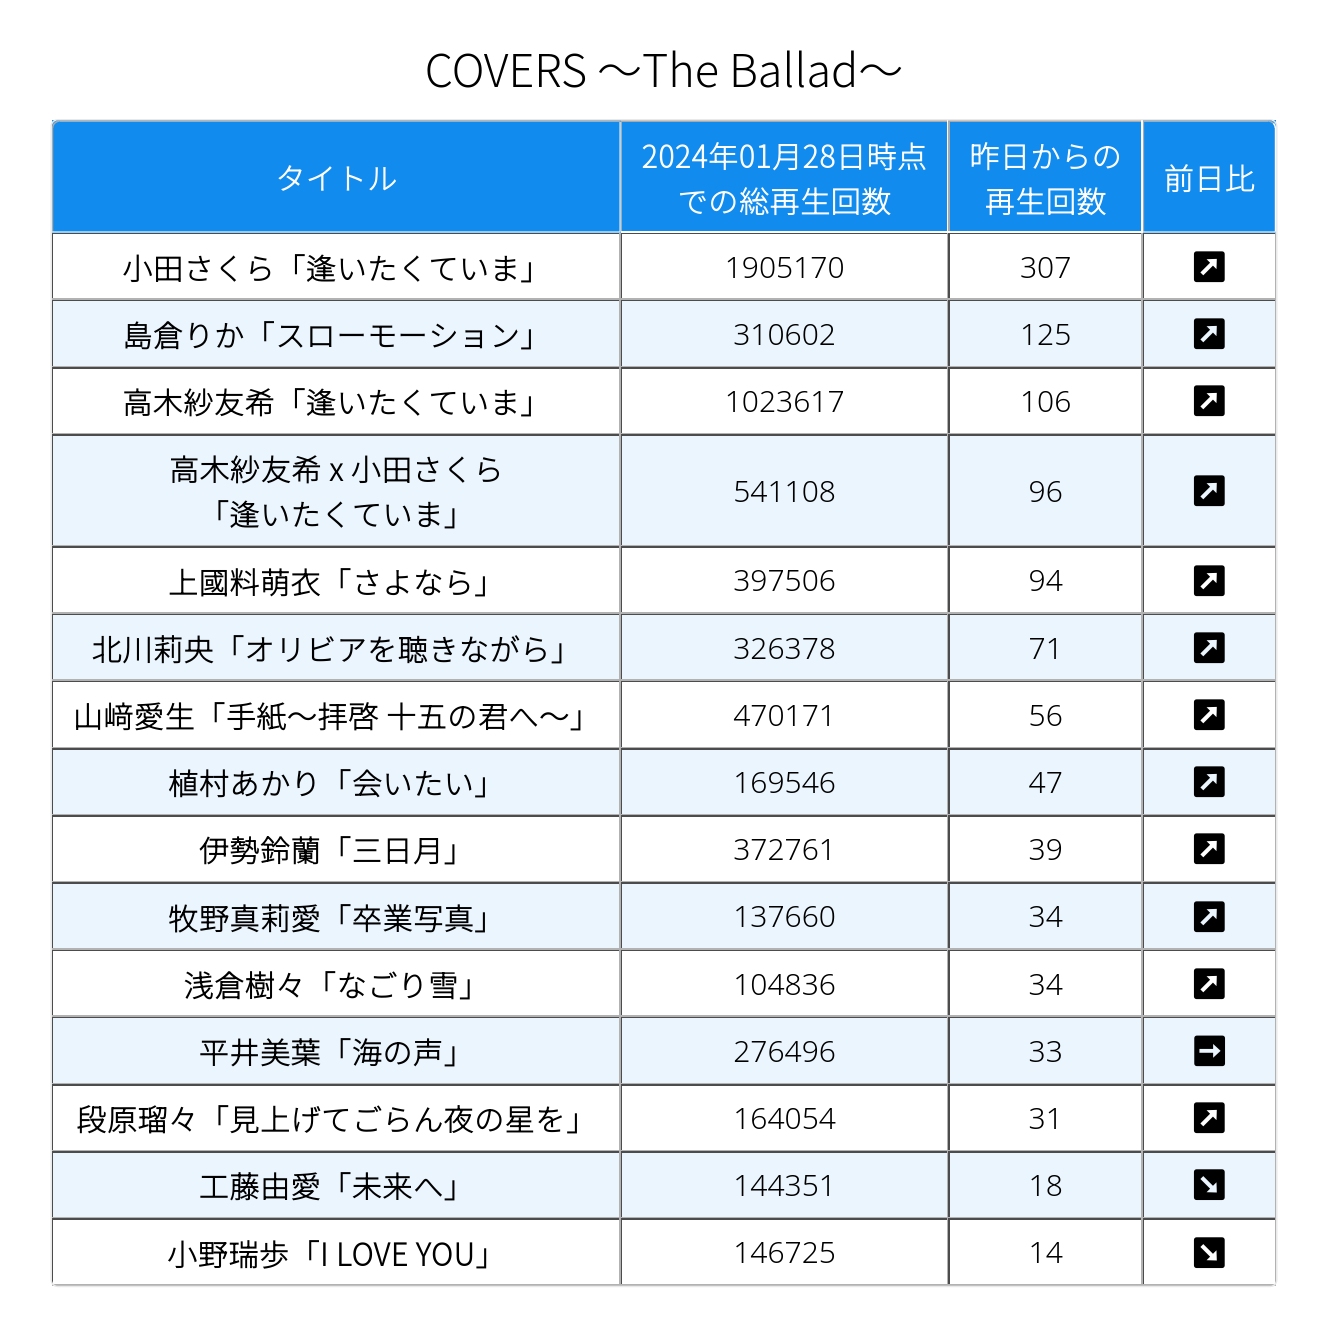 COVERS ～The Ballad～
タイトル
2024年01月28日時点
での総再生回数
昨日からの
再生回数
前日比
小田さくら「逢いたくていま」 1905170 307 ↗
島倉りか「スローモーション」 310602 125 ↗
高木紗友希「逢いたくていま」 1023617 106 ↗
高木紗友希 x 小田さくら
「逢いたくていま」 541108 96 ↗
上國料萌衣「さよなら」 397506 94 ↗
北川莉央「オリビアを聴きながら」 326378 71 ↗
山﨑愛生「手紙～拝啓 十五の君へ～」 470171 56 ↗
植村あかり「会いたい」 169546 47 ↗
伊勢鈴蘭「三日月」 372761 39 ↗
牧野真莉愛「卒業写真」 137660 34 ↗
浅倉樹々「なごり雪」 104836 34 ↗
平井美葉「海の声」 276496 33 →
段原瑠々「見上げてごらん夜の星を」 164054 31 ↗
工藤由愛「未来へ」 144351 18 ↘
小野瑞歩「I LOVE YOU」 146725 14 ↘